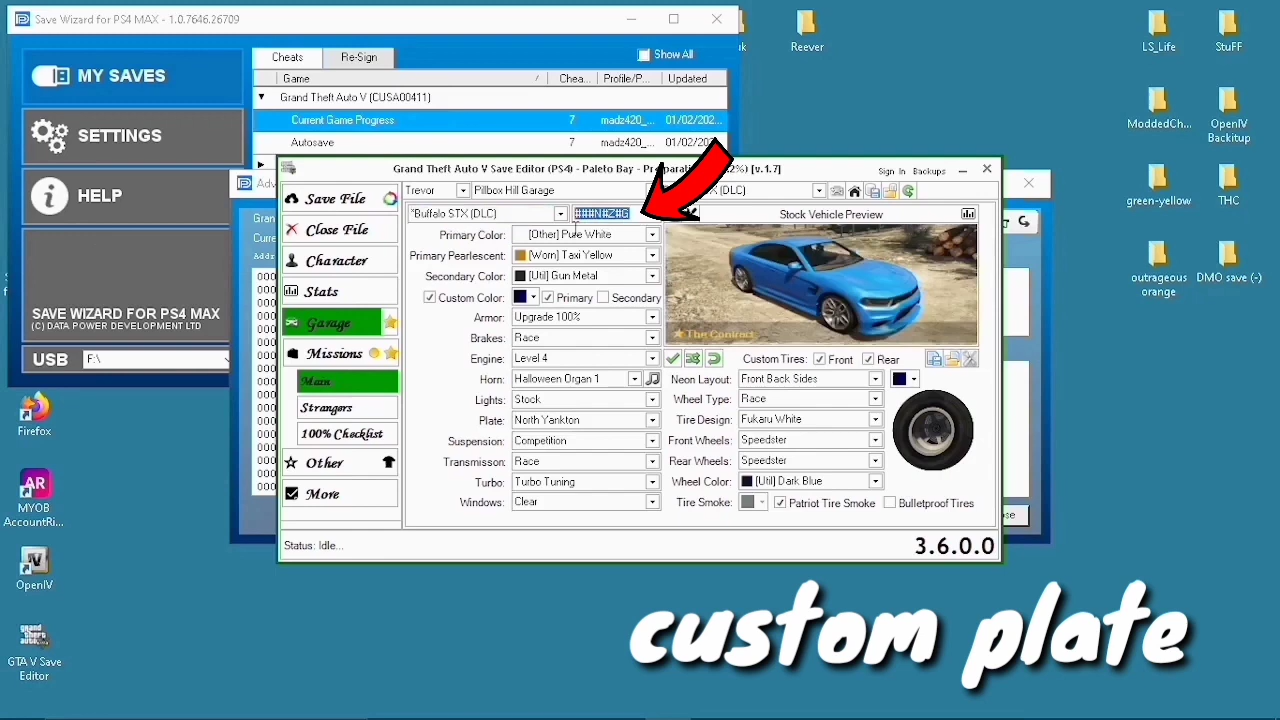 Save Wizard for PS4 MAX - 1.0.7646.26709
MY SAVES
SETTINGS
HELP
SAVE WIZARD FOR PS4 MAX
(C) DATA POWER DEVELOPMENT LTD
USB F:\
Cheats Re-Sign Show All
Game Chea... Profile/P... Updated
Grand Theft Auto V (CUSA00411)
Current Game Progress 7 madz420_... 01/02/202...
Autosave 7 madz420_...
Grand Theft Auto V Save Editor (PS4) - Paleto Bay - [v.1.7]
Sign In Backups
Save File
Close File
Character
Stats
Garage
Missions
Main
Strangers
100% Checklist
Other
More
Trevor Pillbox Hill Garage (DLC)
*Buffalo STX (DLC) ###N#Z#G Stock Vehicle Preview
Primary Color: [Other] Pure White
Primary Pearlescent: [Worn] Taxi Yellow
Secondary Color: [Util] Gun Metal
Custom Color: Primary Secondary
Armor: Upgrade 100%
Brakes: Race
Engine: Level 4
Horn: Halloween Organ 1
Lights: Stock
Plate: North Yankton
Suspension: Competition
Transmisson: Race
Turbo: Turbo Tuning
Windows: Clear
The Contract
Custom Tires: Front Rear
Neon Layout: Front Back Sides
Wheel Type: Race
Tire Design: Fukaru White
Front Wheels: Speedster
Rear Wheels: Speedster
Wheel Color: [Util] Dark Blue
Tire Smoke: Patriot Tire Smoke Bulletproof Tires
Status: Idle...
3.6.0.0
Reever
LS_Life
StuFF
ModdedCh...
OpenIV
Backitup
green-yellow
THC
outrageous
orange
DMO save (-)
Firefox
AR
MYOB
AccountRi...
OpenIV
GTA V Save
Editor
custom plate